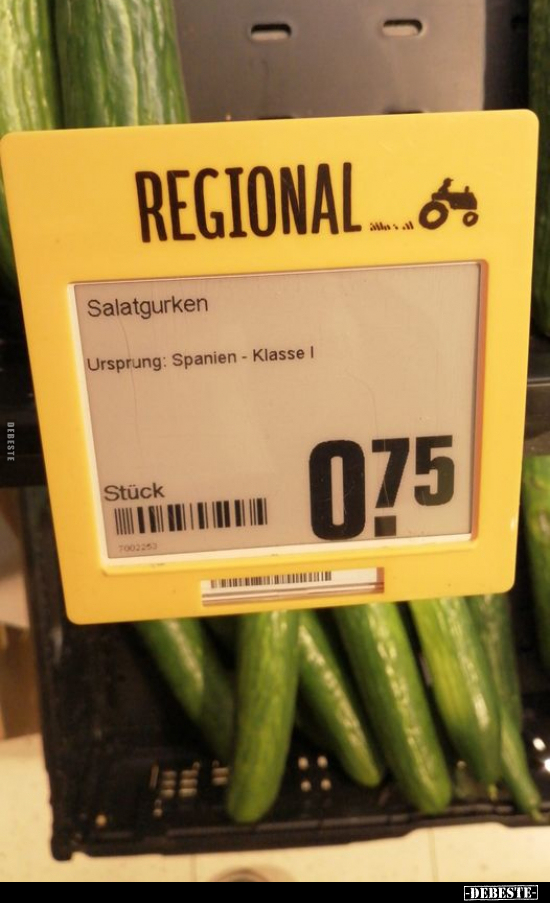 REGIONAL
Salatgurken
Ursprung: Spanien - Klasse I
Stück
0.75
7002253
DEBESTE
-DEBESTE-